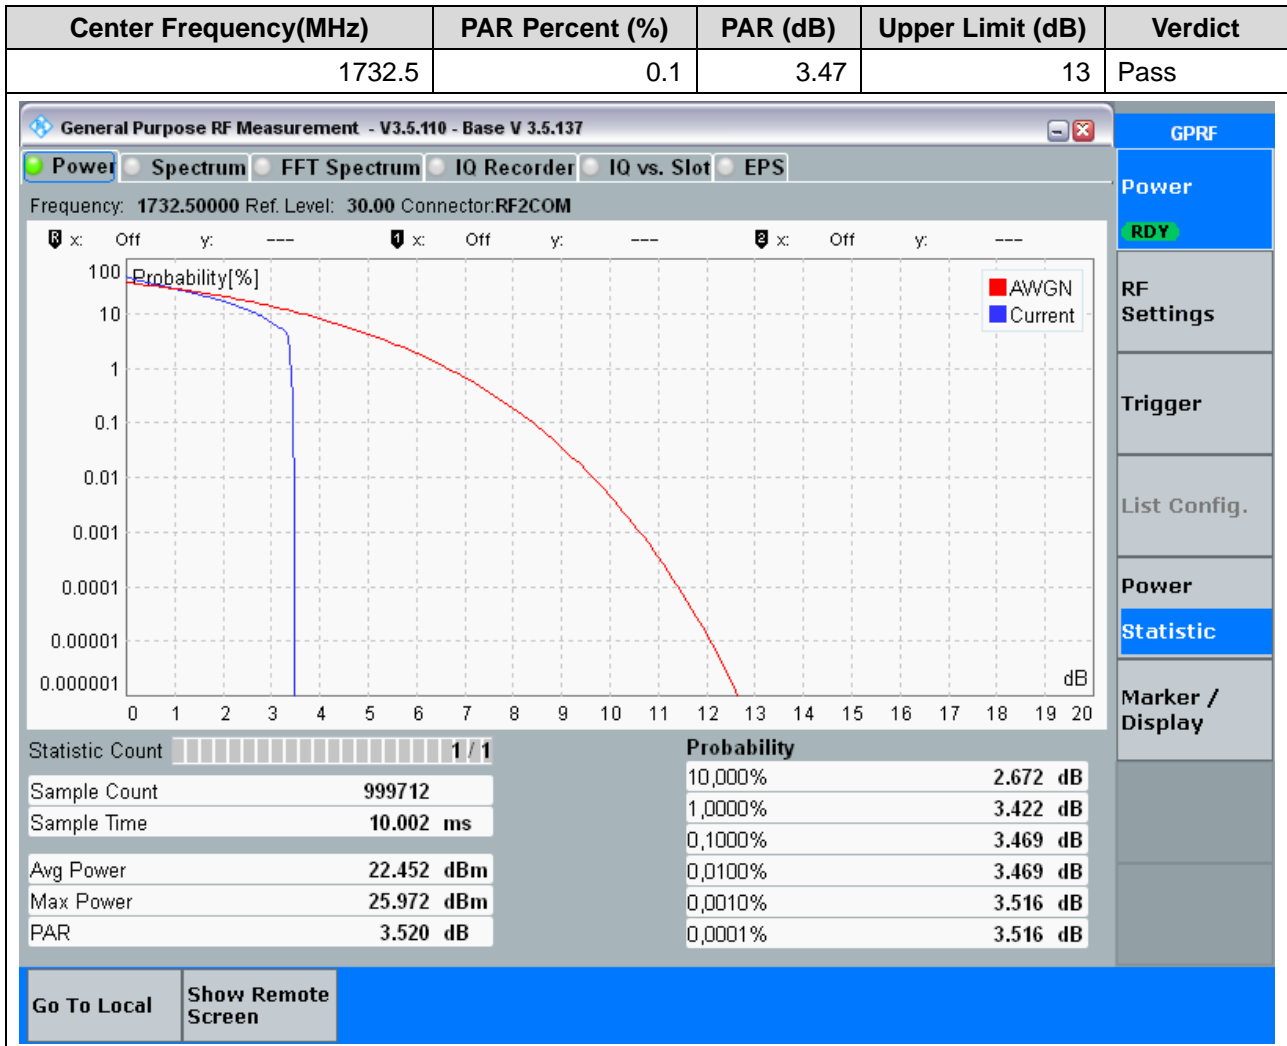 Center Frequency(MHz) PAR Percent (%) PAR (dB) Upper Limit (dB) Verdict
1732.5 0.1 3.47 13 Pass
General Purpose RF Measurement - V3.5.110 - Base V 3.5.137
GPRF
Power Spectrum FFT Spectrum IQ Recorder IQ vs. Slot EPS
Power
RDY
Frequency: 1732.50000 Ref. Level: 30.00 Connector:RF2COM
R x: Off y: --- 1 x: Off y: --- 2 x: Off y: ---
Probability[%]
100
10
1
0.1
0.01
0.001
0.0001
0.00001
0.000001
AWGN
Current
dB
0 1 2 3 4 5 6 7 8 9 10 11 12 13 14 15 16 17 18 19 20
RF
Settings
Trigger
List Config.
Power
Statistic
Marker /
Display
Statistic Count 1 / 1
Sample Count 999712
Sample Time 10.002 ms
Avg Power 22.452 dBm
Max Power 25.972 dBm
PAR 3.520 dB
Probability
10,000% 2.672 dB
1,0000% 3.422 dB
0,1000% 3.469 dB
0,0100% 3.469 dB
0,0010% 3.516 dB
0,0001% 3.516 dB
Go To Local
Show Remote
Screen